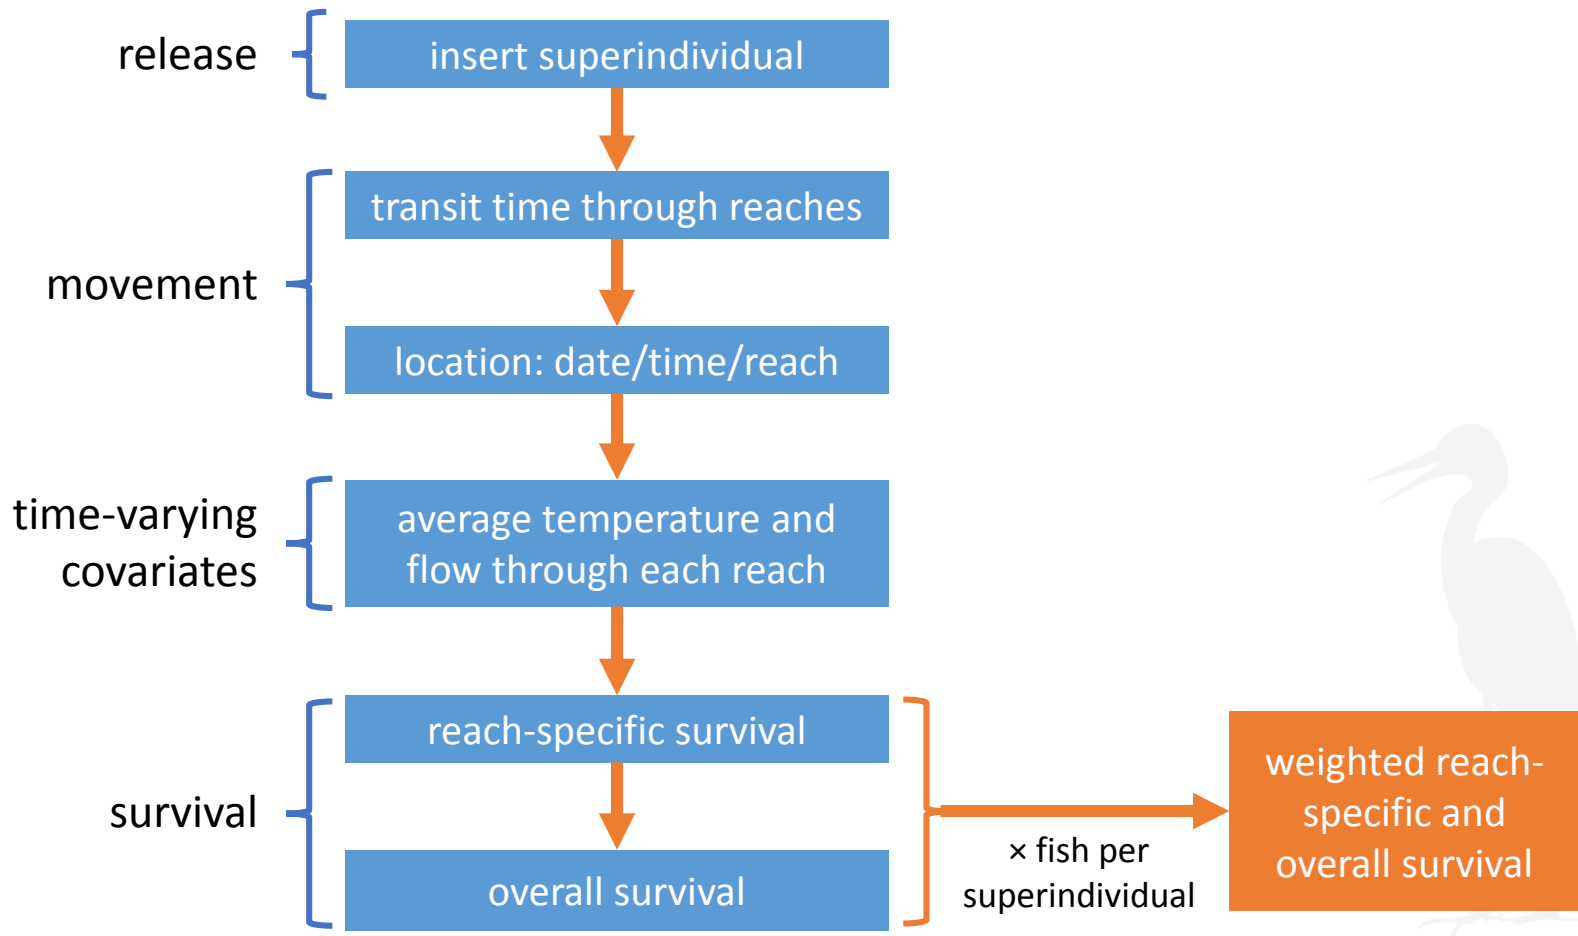 release
insert superindividual
movement
transit time through reaches
location: date/time/reach
time-varying
covariates
average temperature and
flow through each reach
survival
reach-specific survival
overall survival
× fish per
superindividual
weighted reach-
specific and
overall survival